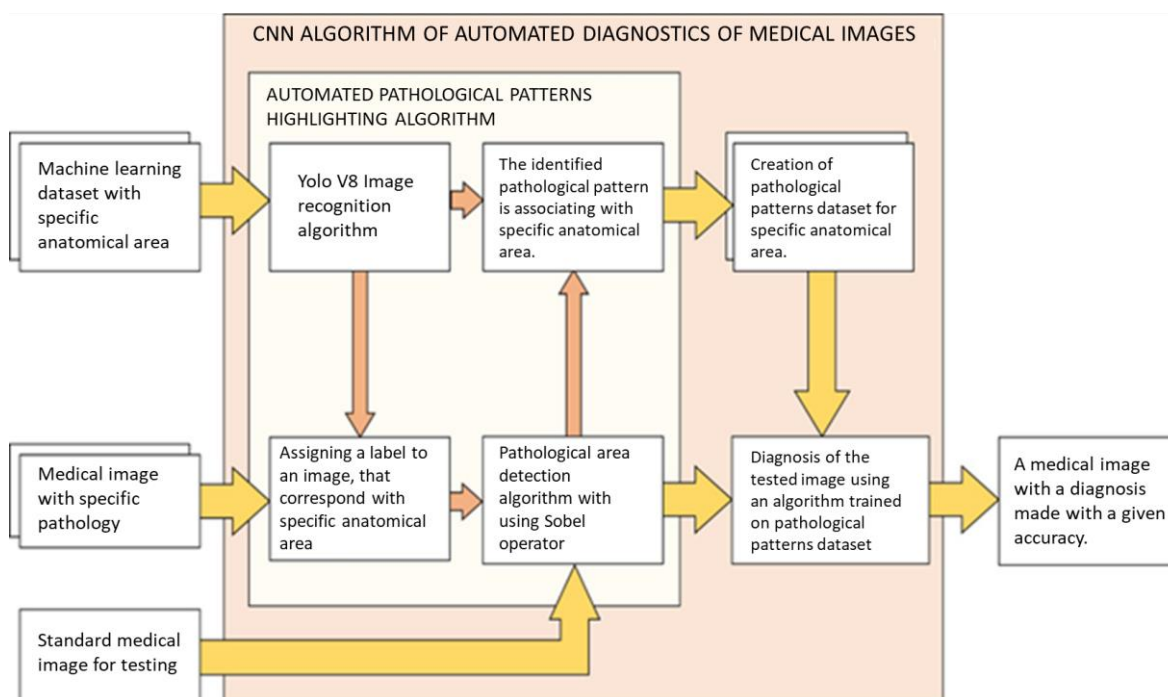 CNN ALGORITHM OF AUTOMATED DIAGNOSTICS OF MEDICAL IMAGES
AUTOMATED PATHOLOGICAL PATTERNS
HIGHLIGHTING ALGORITHM
Machine learning
dataset with
specific
anatomical area
Yolo V8 Image
recognition
algorithm
The identified
pathological pattern
is associating with
specific anatomical
area.
Creation of
pathological
patterns dataset for
specific anatomical
area.
Medical image
with specific
pathology
Assigning a label to
an image, that
correspond with
specific anatomical
area
Pathological area
detection
algorithm with
using Sobel
operator
Diagnosis of the
tested image using
an algorithm trained
on pathological
patterns dataset
A medical image
with a diagnosis
made with a given
accuracy.
Standard medical
image for testing